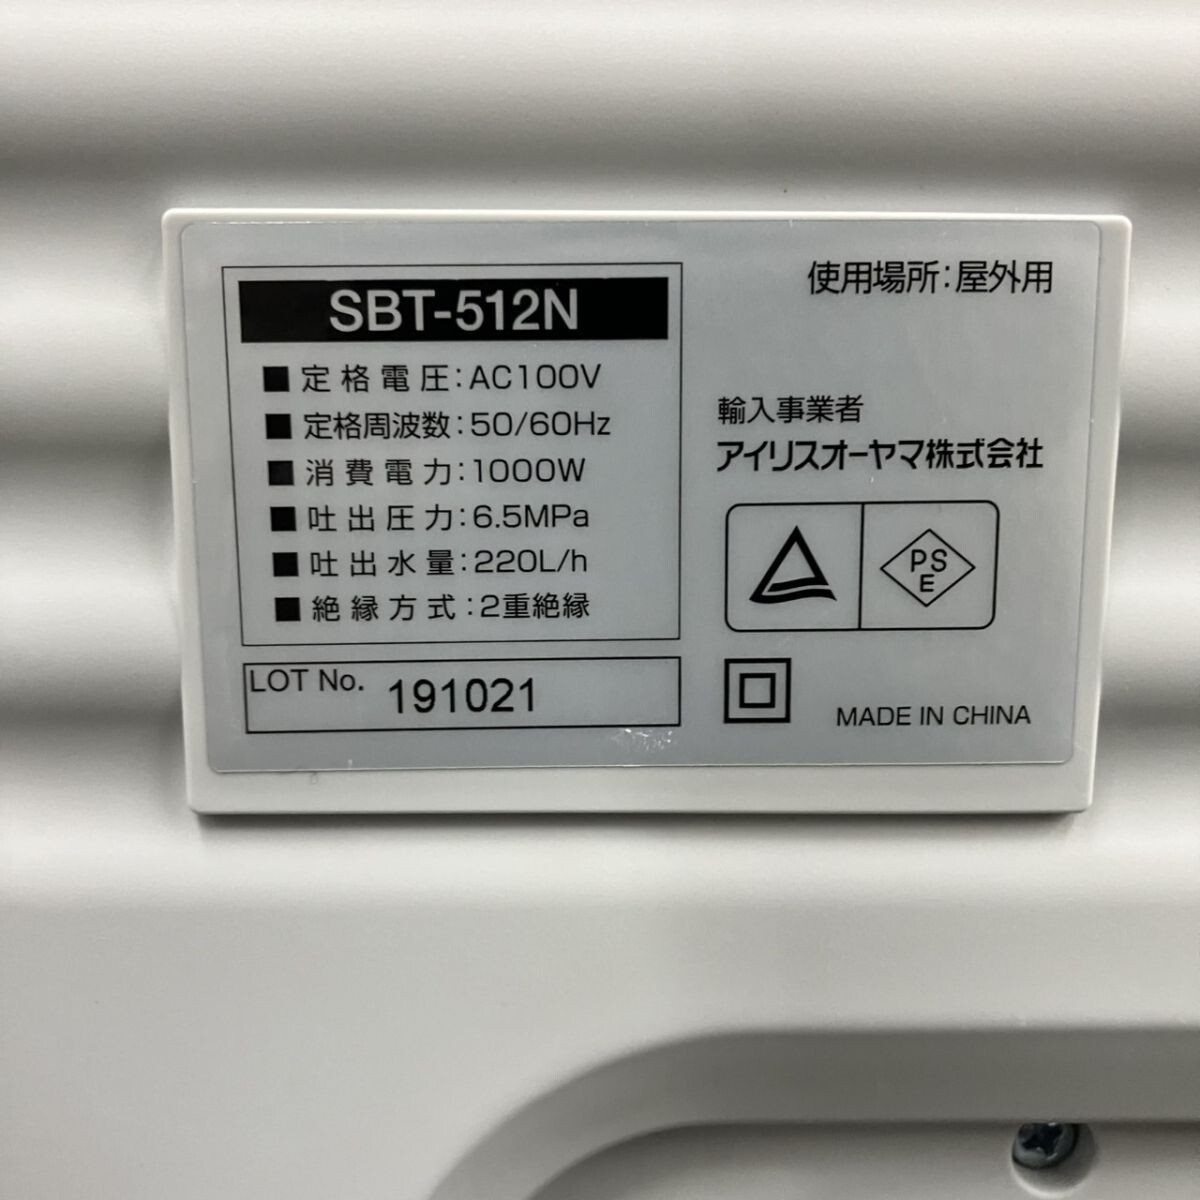 SBT-512N
■ 定格電圧:AC100V
■ 定格周波数:50/60Hz
■ 消費電力:1000W
■ 吐出圧力:6.5MPa
■ 吐出水量:220L/h
■ 絶縁方式:2重絶縁
LOT No. 191021
使用場所:屋外用
輸入事業者
アイリスオーヤマ株式会社
PS
E
MADE IN CHINA